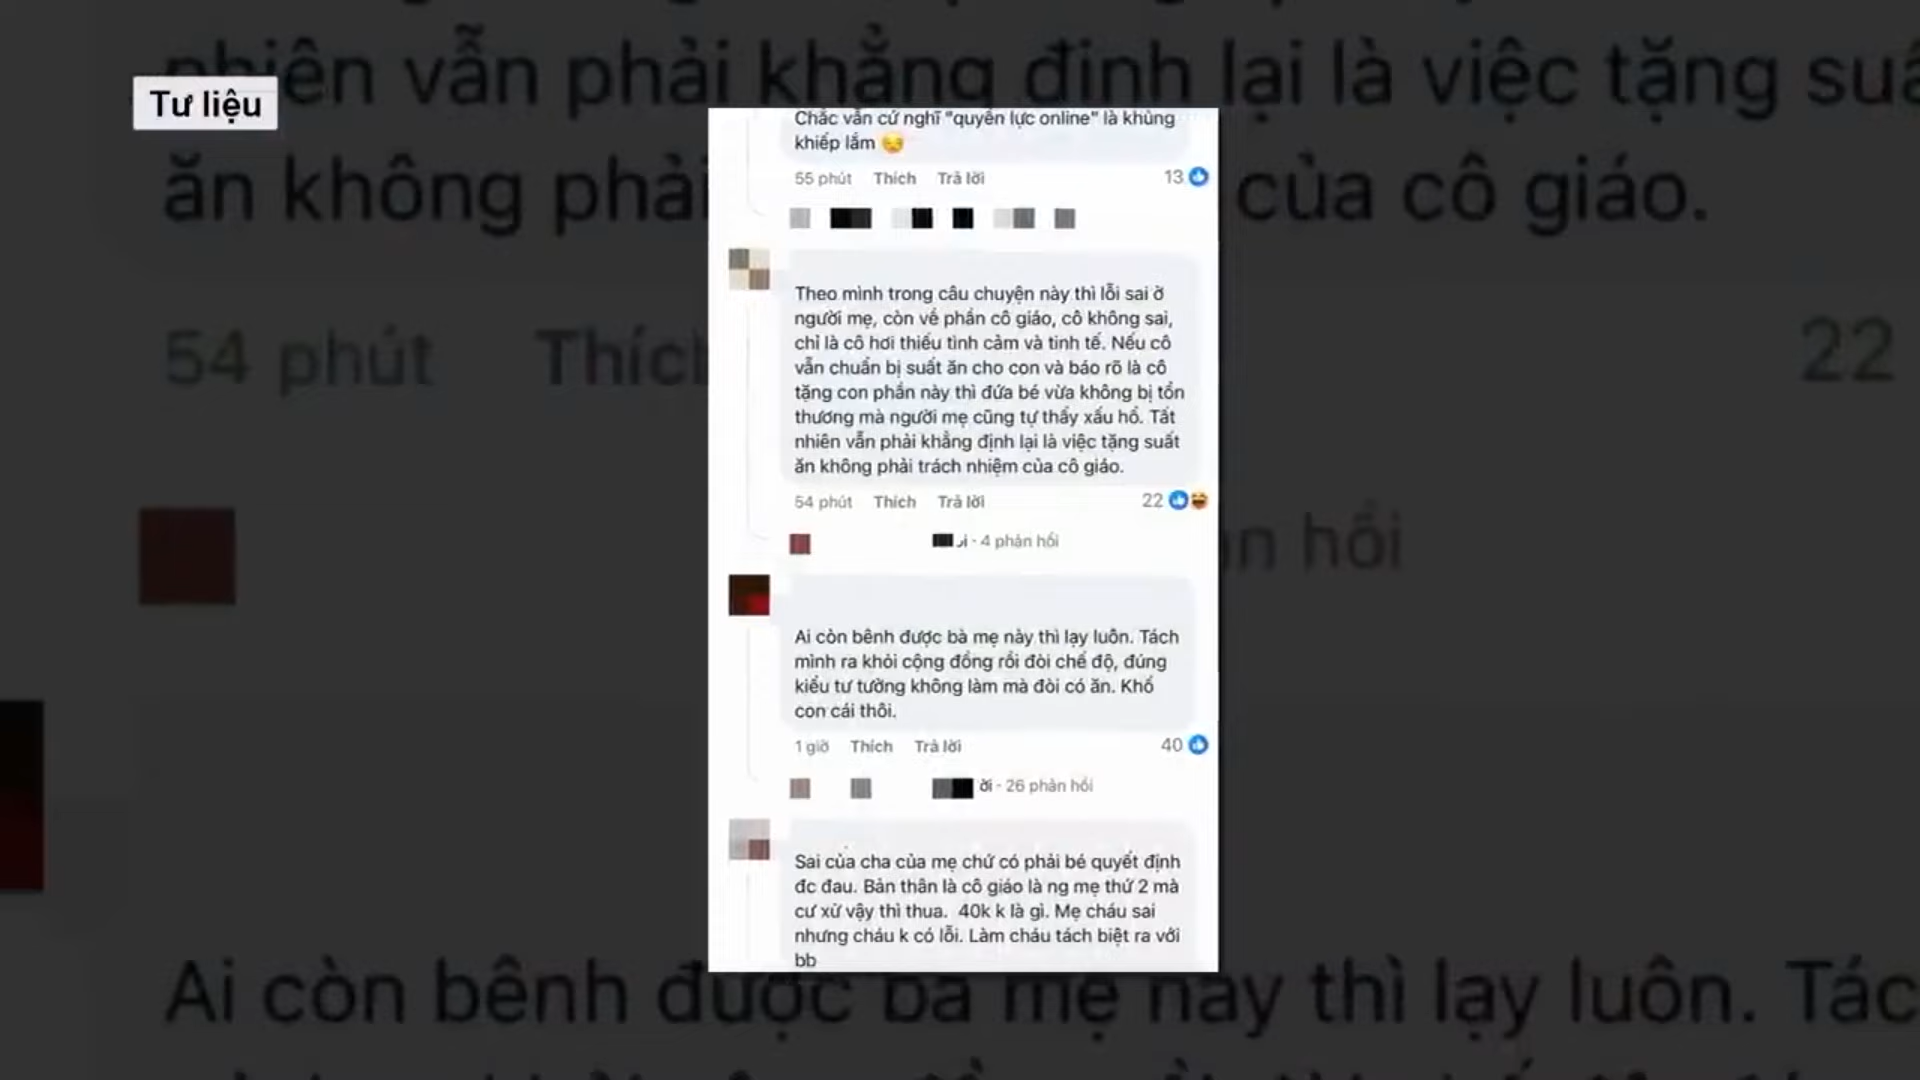 nhiên vẫn phải khẳng định lại là việc tặng suấ
Tư liệu
ăn không phải của cô giáo.
54 phút Thích 22
n hồi
Ai còn bênh được bà mẹ này thì lạy luôn. Tác
Chắc vẫn cứ nghĩ "quyền lực online" là khủng
khiếp lắm 😒
55 phút Thích Trả lời 13
Theo mình trong câu chuyện này thì lỗi sai ở
người mẹ, còn về phần cô giáo, cô không sai,
chỉ là cô hơi thiếu tình cảm và tinh tế. Nếu cô
vẫn chuẩn bị suất ăn cho con và báo rõ là cô
tặng con phần này thì đứa bé vừa không bị tổn
thương mà người mẹ cũng tự thấy xấu hổ. Tất
nhiên vẫn phải khẳng định lại là việc tặng suất
ăn không phải trách nhiệm của cô giáo.
54 phút Thích Trả lời 22
· 4 phản hồi
Ai còn bênh được bà mẹ này thì lạy luôn. Tách
mình ra khỏi cộng đồng rồi đòi chế độ, đúng
kiểu tư tưởng không làm mà đòi có ăn. Khổ
con cái thôi.
1 giờ Thích Trả lời 40
ời · 26 phản hồi
Sai của cha của mẹ chứ có phải bé quyết định
đc đau. Bản thân là cô giáo là ng mẹ thứ 2 mà
cư xử vậy thì thua. 40k k là gì. Mẹ cháu sai
nhưng cháu k có lỗi. Làm cháu tách biệt ra với
bb